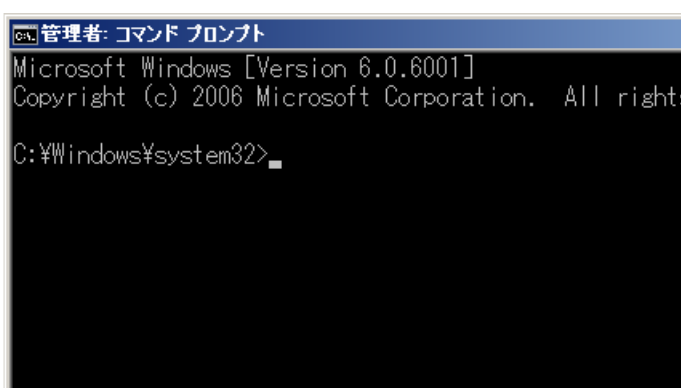 管理者: コマンド プロンプト
Microsoft Windows [Version 6.0.6001]
Copyright (c) 2006 Microsoft Corporation.  All rights
C:¥Windows¥system32>